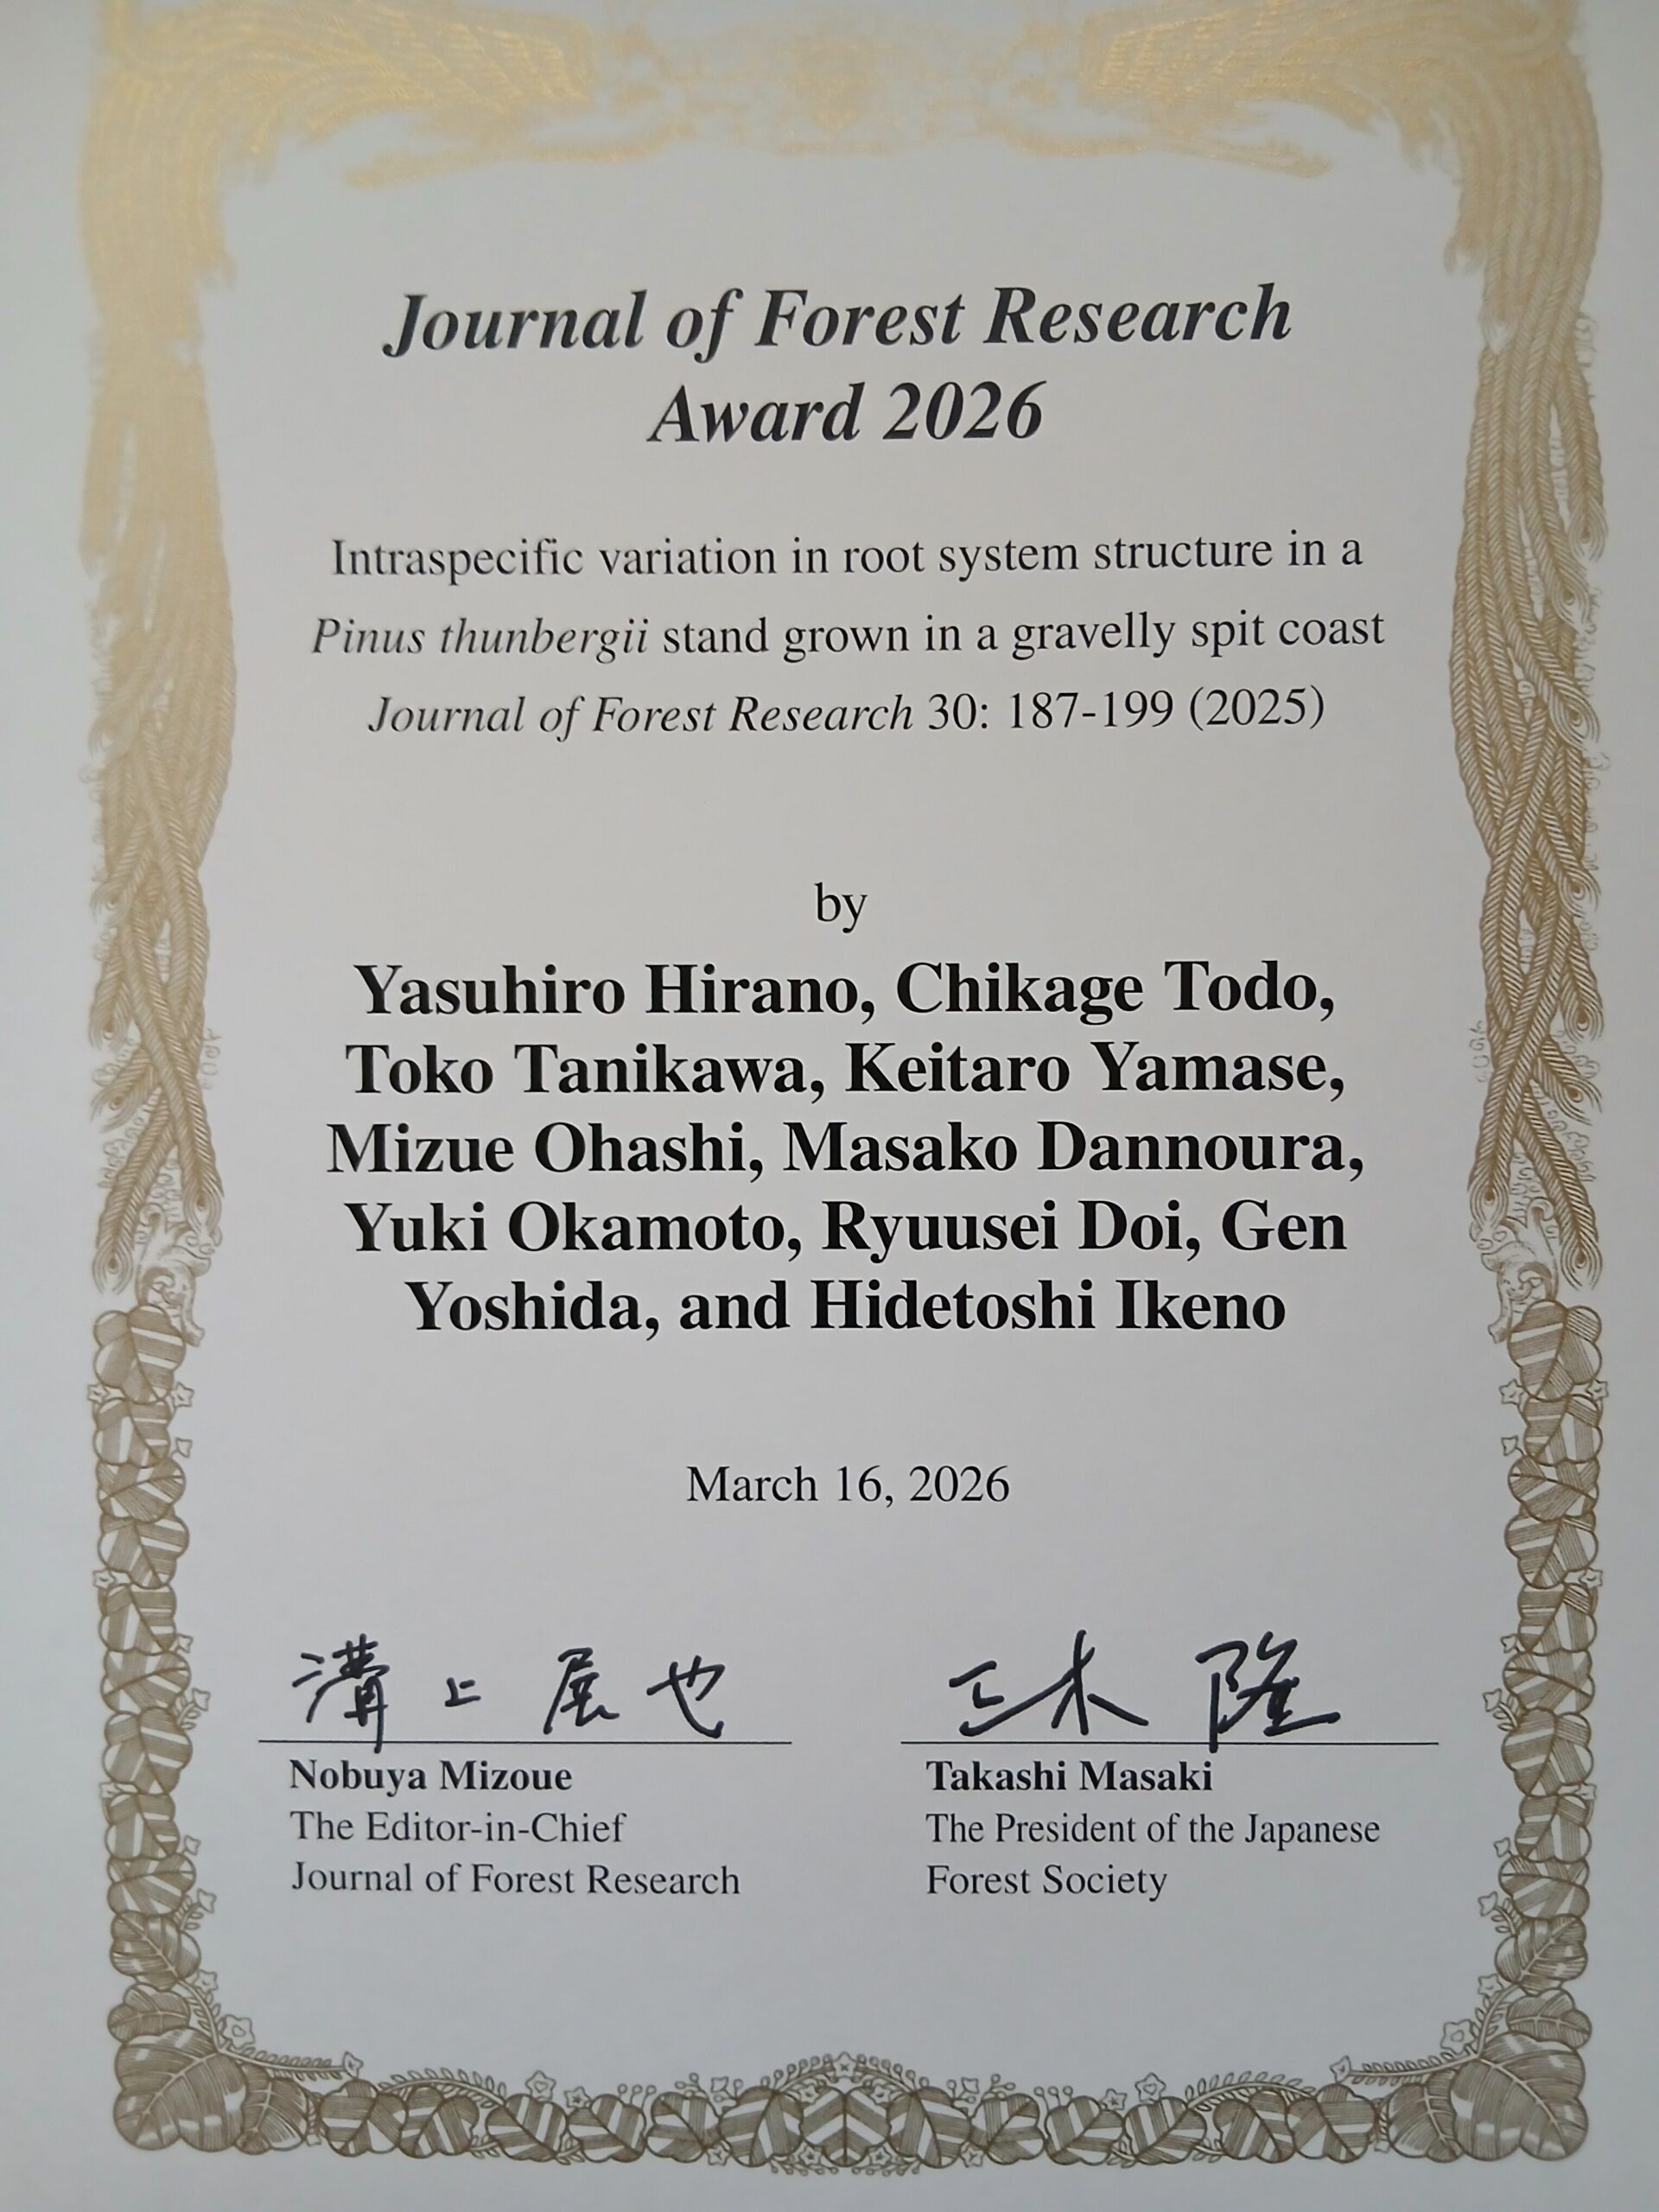 Journal of Forest Research
Award 2026
Intraspecific variation in root system structure in a
Pinus thunbergii stand grown in a gravelly spit coast
Journal of Forest Research 30: 187-199 (2025)
by
Yasuhiro Hirano, Chikage Todo,
Toko Tanikawa, Keitaro Yamase,
Mizue Ohashi, Masako Dannoura,
Yuki Okamoto, Ryuusei Doi, Gen
Yoshida, and Hidetoshi Ikeno
March 16, 2026
溝上展也
正木 隆
Nobuya Mizoue
The Editor-in-Chief
Journal of Forest Research
Takashi Masaki
The President of the Japanese
Forest Society